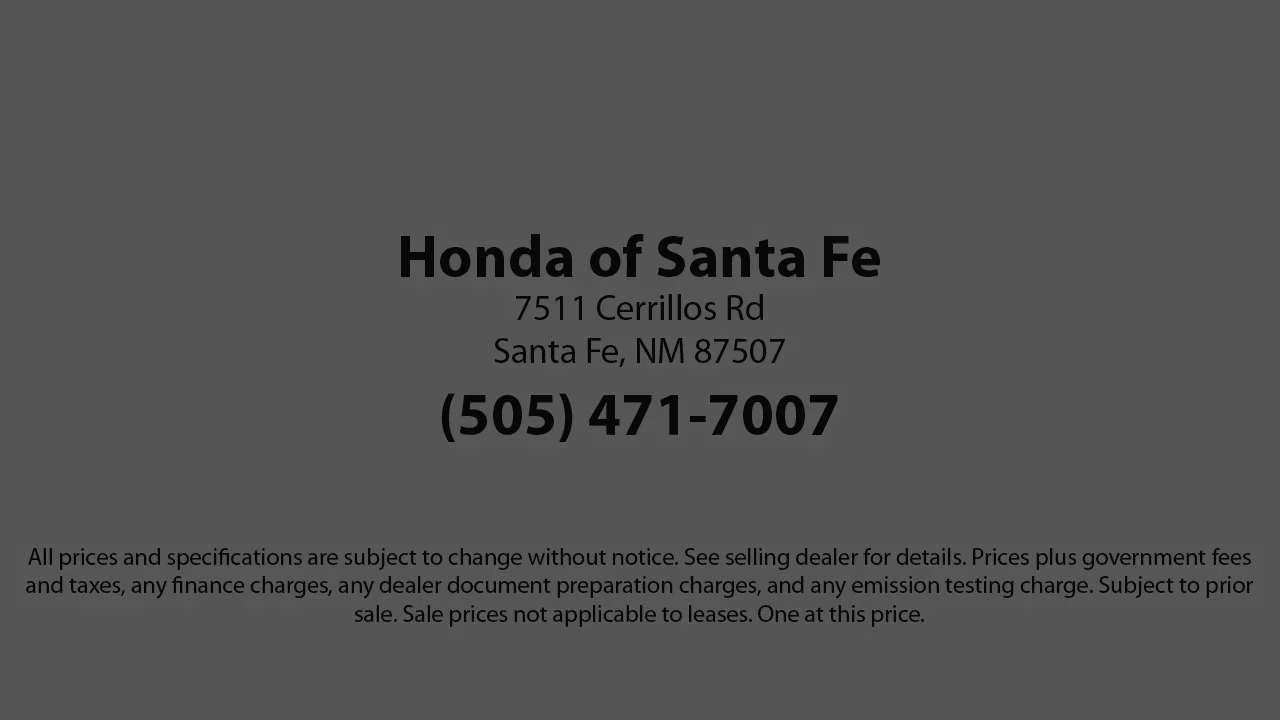 Honda of Santa Fe
7511 Cerrillos Rd
Santa Fe, NM 87507
(505) 471-7007
All prices and specifications are subject to change without notice. See selling dealer for details. Prices plus government fees
and taxes, any finance charges, any dealer document preparation charges, and any emission testing charge. Subject to prior
sale. Sale prices not applicable to leases. One at this price.